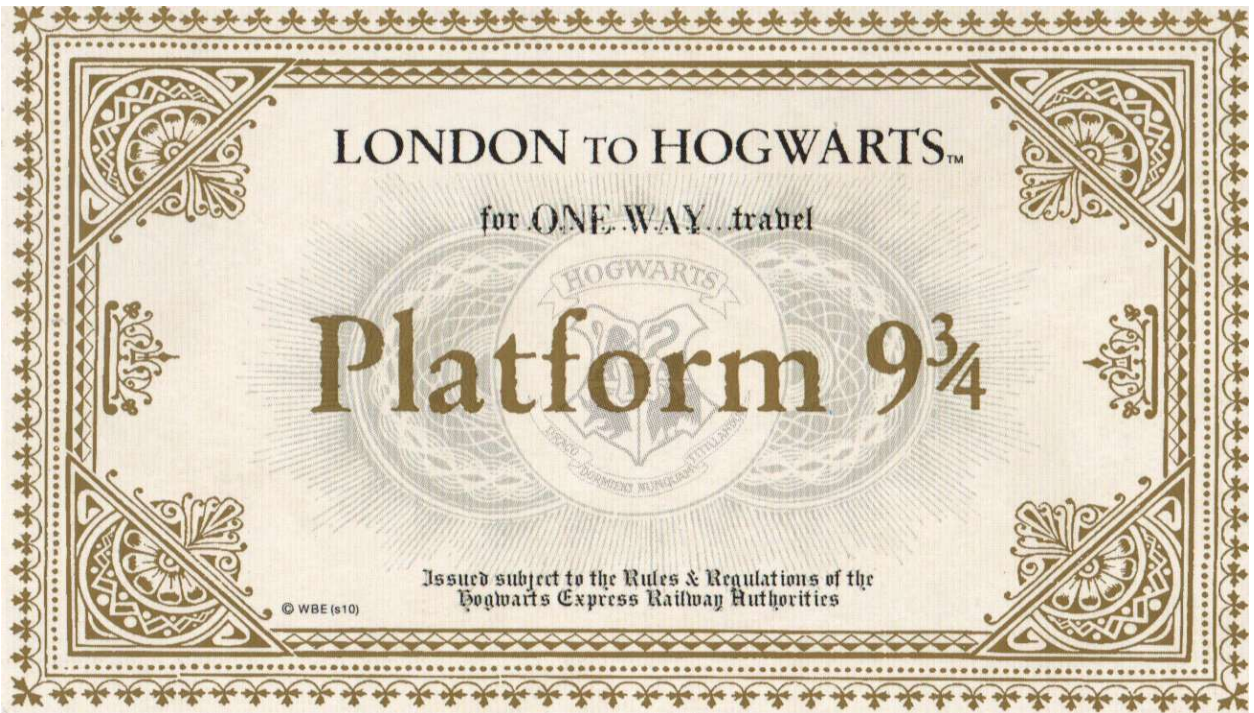 LONDON TO HOGWARTS™
for ONE WAY travel
HOGWARTS
Platform 9¾
DRACO DORMIENS NUNQUAM TITILLANDUS
Issued subject to the Rules & Regulations of the
Hogwarts Express Railway Authorities
© WBE (s10)